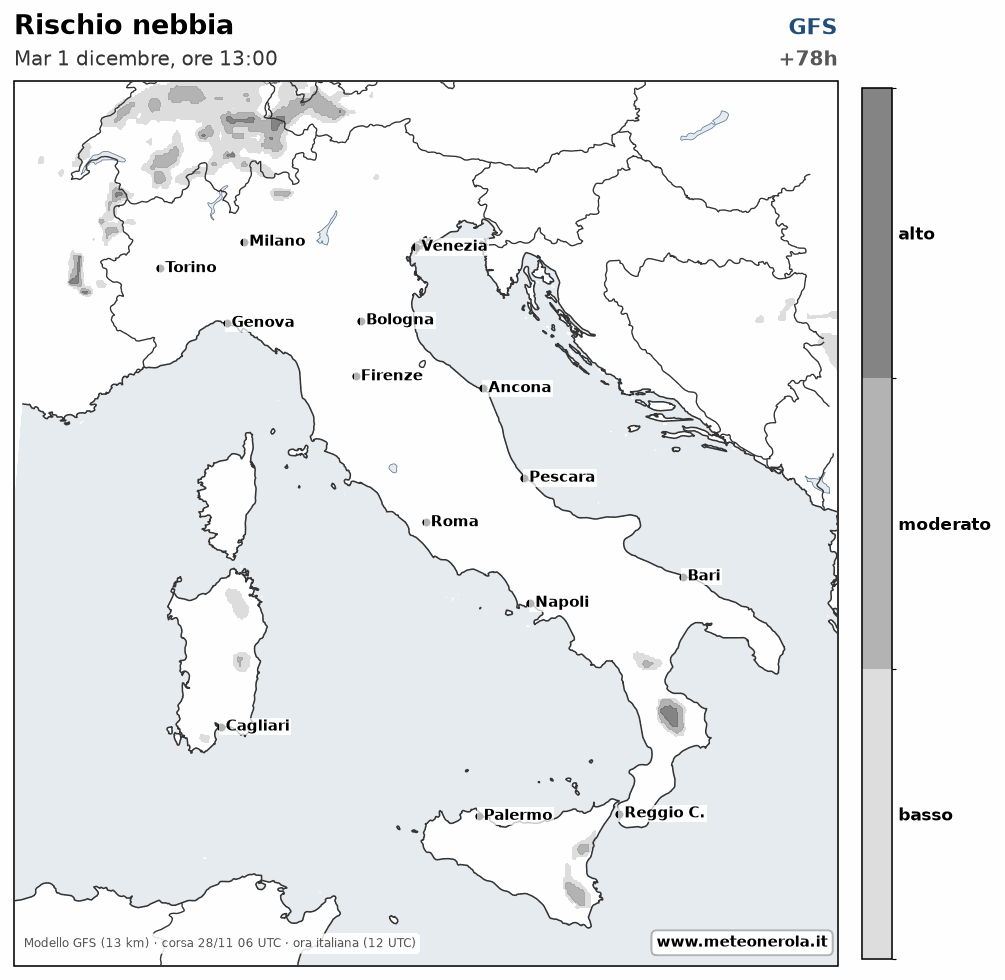 Rischio nebbia
GFS
Mar 1 dicembre, ore 13:00
+78h
alto
Milano
Venezia
Torino
Bologna
Genova
Firenze
Ancona
Pescara
Roma
moderato
Bari
Napoli
Cagliari
Reggio C.
Palermo
basso
Modello GFS (13 km) · corsa 28/11 06 UTC · ora italiana (12 UTC)
www.meteonerola.it